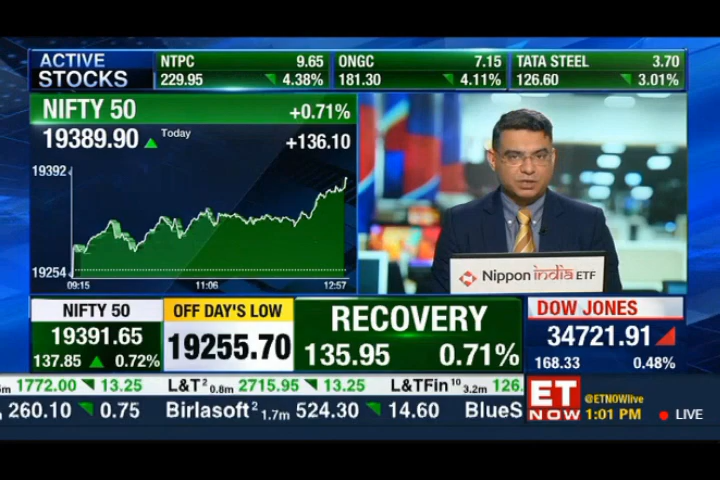 ACTIVE
STOCKS
NTPC 9.65
229.95 4.38%
ONGC 7.15
181.30 4.11%
TATA STEEL 3.70
126.60 3.01%
NIFTY 50 +0.71%
19389.90 Today +136.10
19392
19254
09:15 11:06 12:57
Nippon india ETF
NIFTY 50
19391.65
137.85 0.72%
OFF DAY'S LOW
19255.70
RECOVERY
135.95 0.71%
DOW JONES
34721.91
168.33 0.48%
1772.00 13.25 L&T² 0.8m 2715.95 13.25 L&TFin¹⁰ 3.2m 126.
260.10 0.75 Birlasoft² 1.7m 524.30 14.60 BlueS
ET
NOW
@ETNOWlive
1:01 PM LIVE